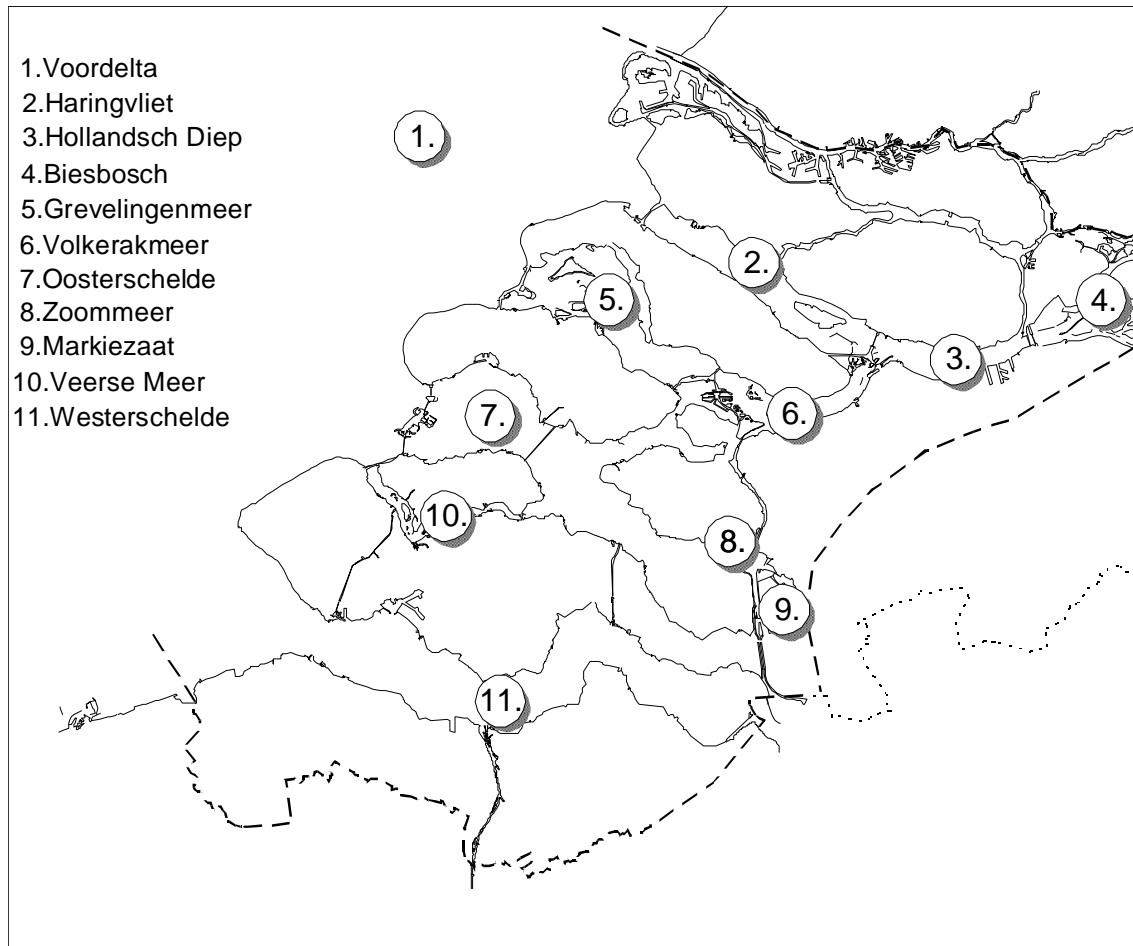 1.Voordelta
2.Haringvliet
3.Hollandsch Diep
4.Biesbosch
5.Grevelingenmeer
6.Volkerakmeer
7.Oosterschelde
8.Zoommeer
9.Markiezaat
10.Veerse Meer
11.Westerschelde
1.
2.
5.
4.
3.
7.
6.
10.
8.
9.
11.